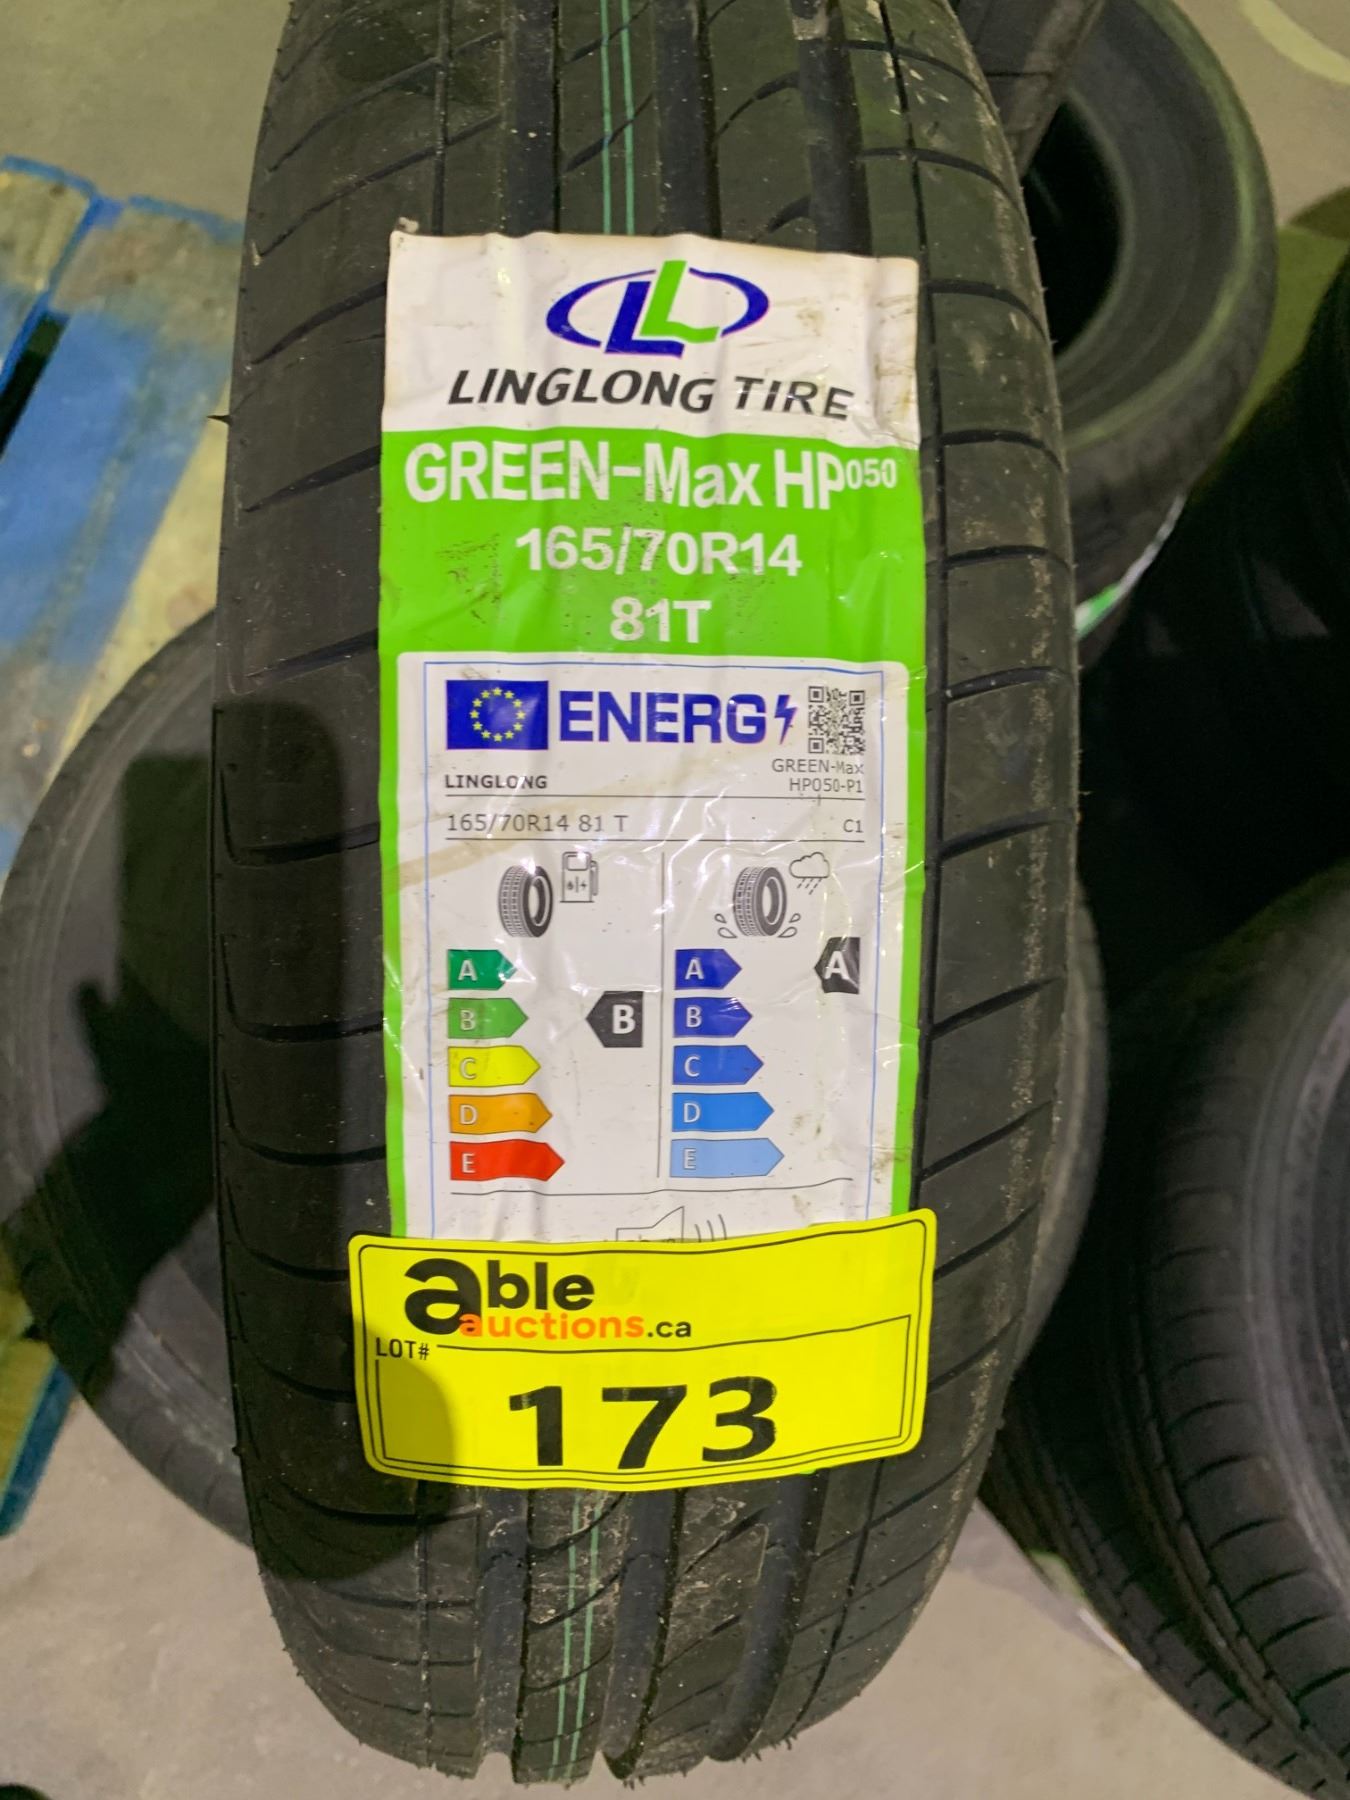 LL
LINGLONG TIRE
GREEN-Max HP050
165/70R14
81T
ENERG
LINGLONG
GREEN-Max
HP050-P1
165/70R14 81 T
C1
A
A
A
B
B
B
C
C
D
D
E
E
able
auctions.ca
LOT#
173